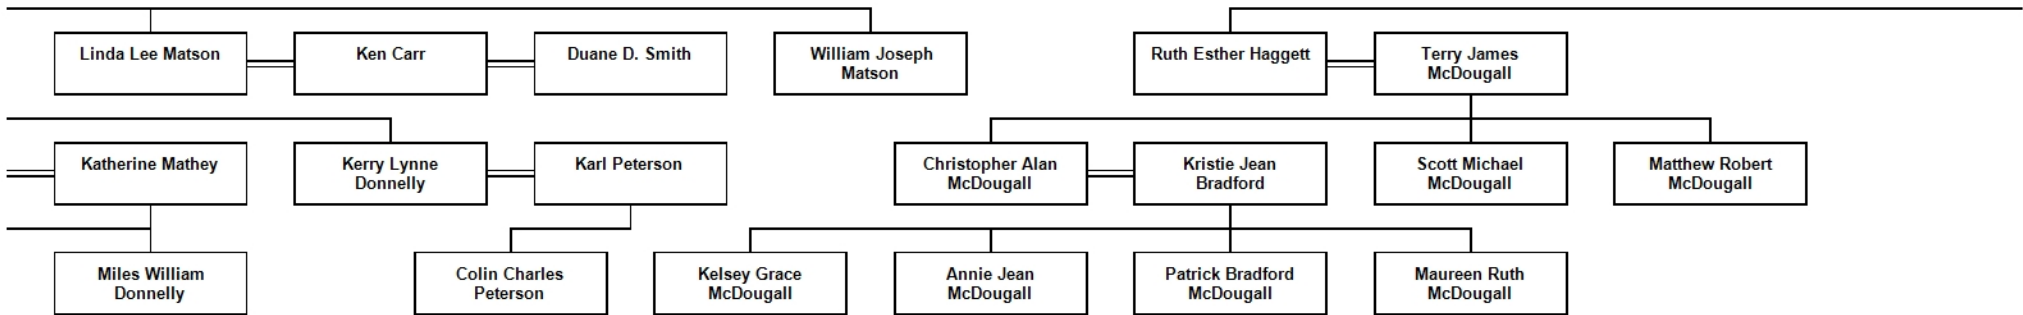 Linda Lee Matson
Ken Carr
Duane D. Smith
William Joseph
Matson
Ruth Esther Haggett
Terry James
McDougall
Katherine Mathey
Kerry Lynne
Donnelly
Karl Peterson
Christopher Alan
McDougall
Kristie Jean
Bradford
Scott Michael
McDougall
Matthew Robert
McDougall
Miles William
Donnelly
Colin Charles
Peterson
Kelsey Grace
McDougall
Annie Jean
McDougall
Patrick Bradford
McDougall
Maureen Ruth
McDougall